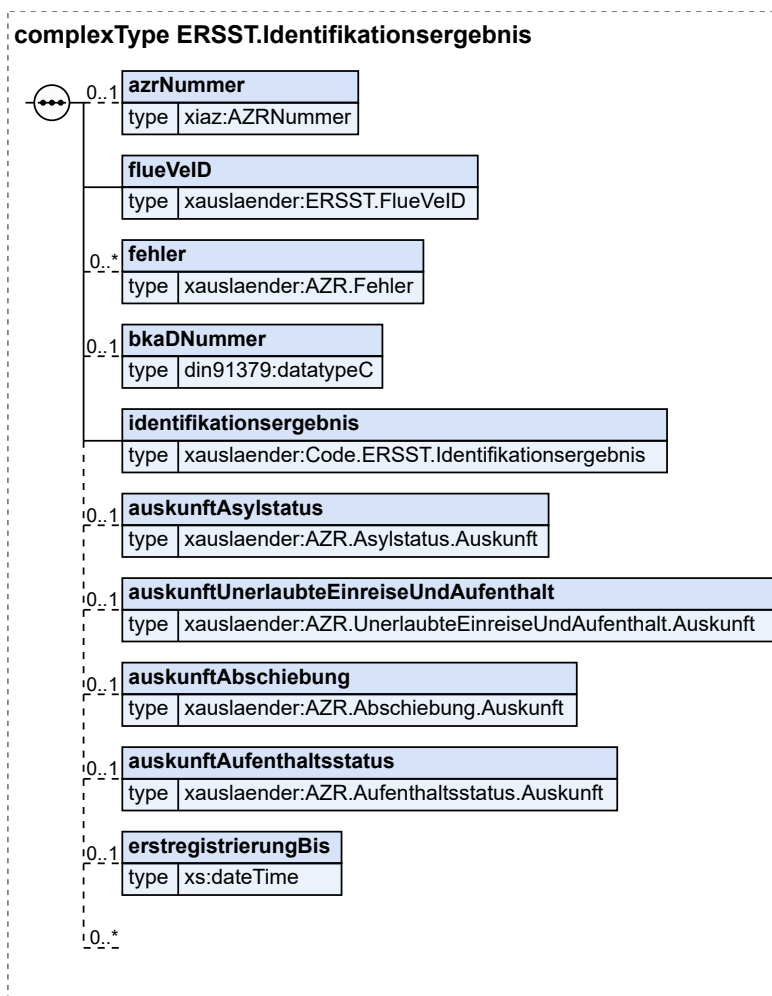 complexType ERSST.Identifikationsergebnis
0..1 azrNummer
type xiaz:AZRNummer
flueVeID
type xauslaender:ERSST.FlueVeID
0..* fehler
type xauslaender:AZR.Fehler
0..1 bkaDNummer
type din91379:datatypeC
identifikationsergebnis
type xauslaender:Code.ERSST.Identifikationsergebnis
0..1 auskunftAsylstatus
type xauslaender:AZR.Asylstatus.Auskunft
0..1 auskunftUnerlaubteEinreiseUndAufenthalt
type xauslaender:AZR.UnerlaubteEinreiseUndAufenthalt.Auskunft
0..1 auskunftAbschiebung
type xauslaender:AZR.Abschiebung.Auskunft
0..1 auskunftAufenthaltsstatus
type xauslaender:AZR.Aufenthaltsstatus.Auskunft
0..1 erstregistrierungBis
type xs:dateTime
0..*